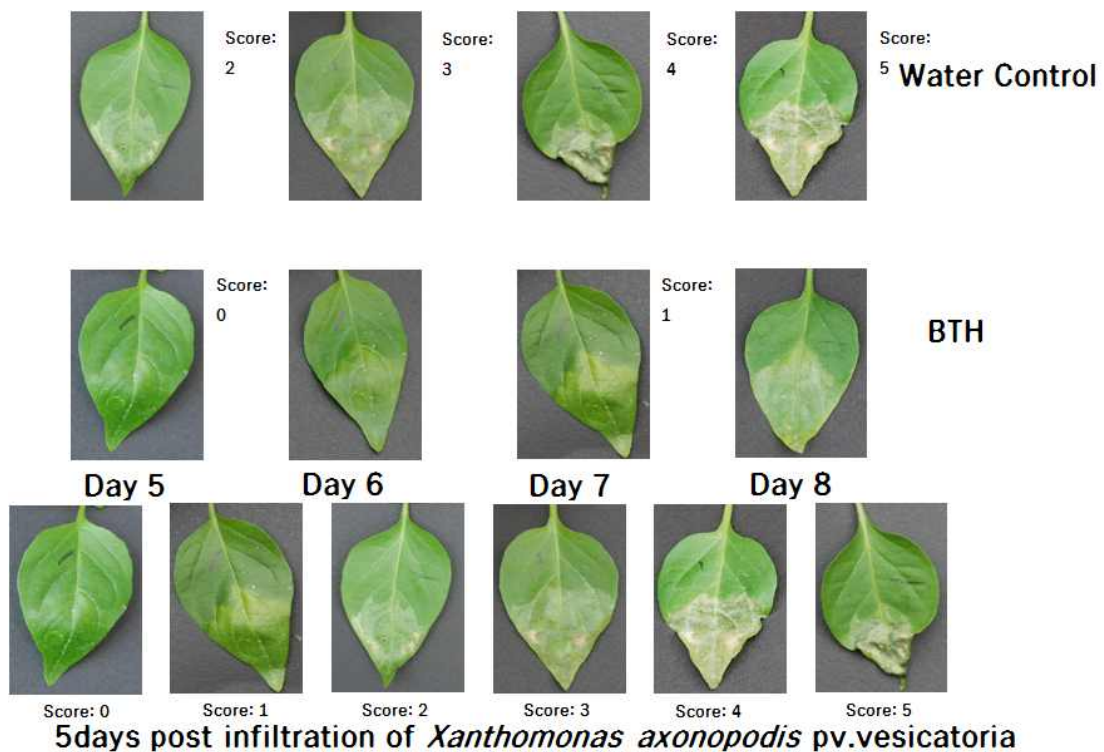 Score:
2
Score:
3
Score:
4
Score:
5 Water Control
Score:
0
Score:
1
BTH
Day 5 Day 6 Day 7 Day 8
Score: 0 Score: 1 Score: 2 Score: 3 Score: 4 Score: 5
5days post infiltration of Xanthomonas axonopodis pv.vesicatoria